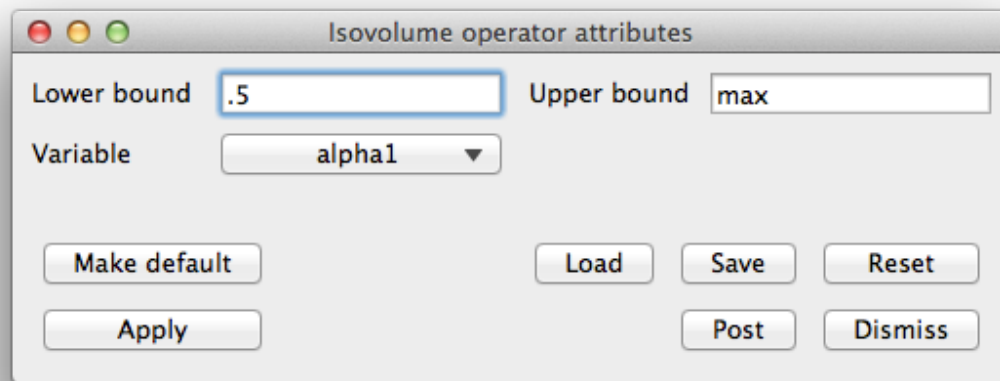 Isovolume operator attributes
Lower bound .5 Upper bound max
Variable alpha1
Make default Load Save Reset
Apply Post Dismiss